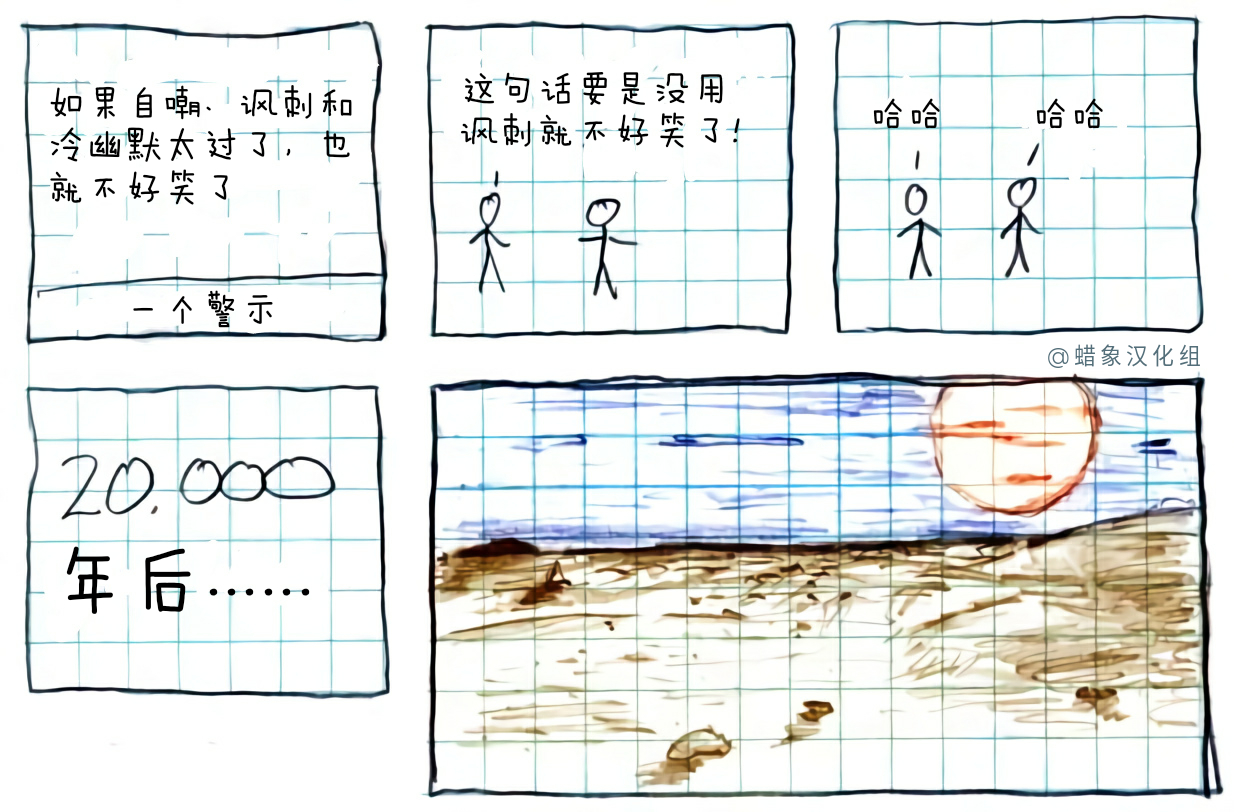 如果自嘲、讽刺和
冷幽默太过了，也
就不好笑了
一个警示
这句话要是没用
讽刺就不好笑了！
哈哈
哈哈
@蜡象汉化组
20.000
年后……